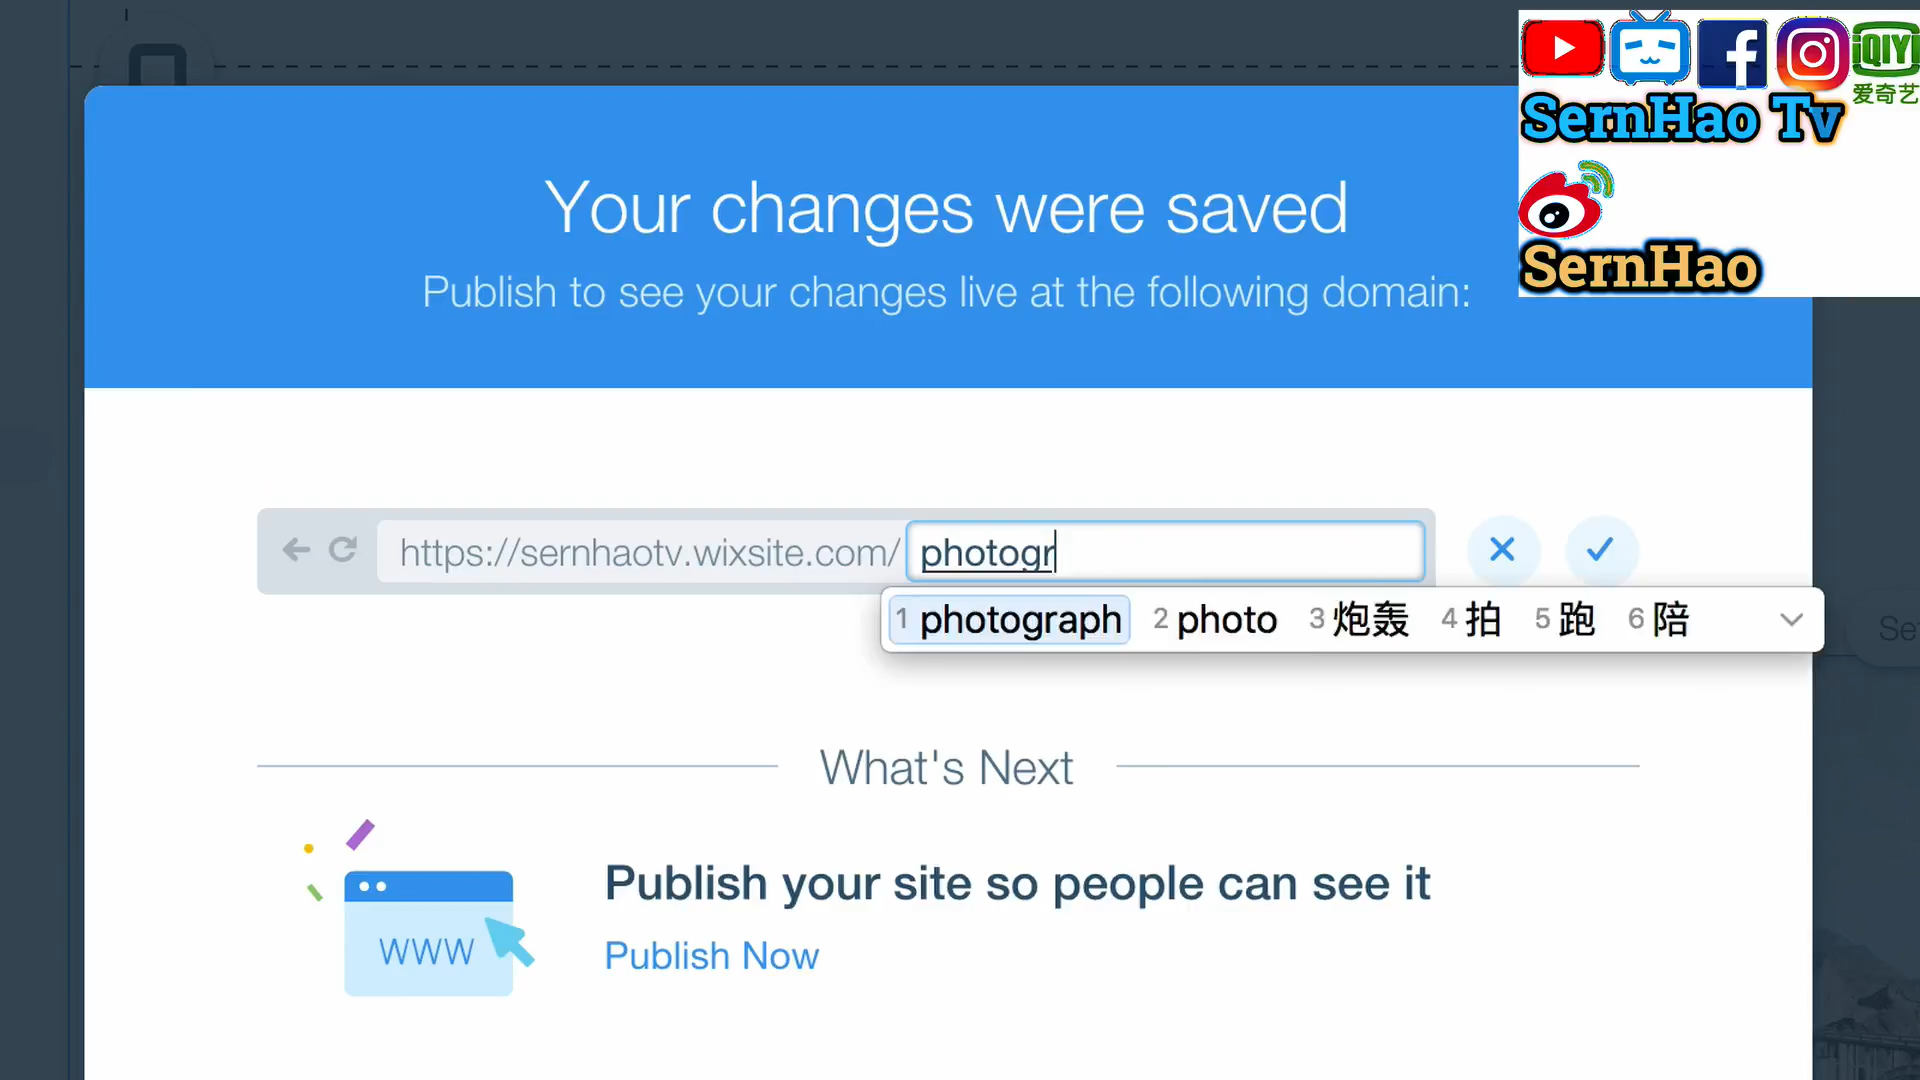 iQIYI
爱奇艺
SernHao Tv
SernHao
Your changes were saved
Publish to see your changes live at the following domain:
https://sernhaotv.wixsite.com/ photogr
1 photograph 2 photo 3 炮轰 4 拍 5 跑 6 陪
What's Next
Publish your site so people can see it
WWW
Publish Now